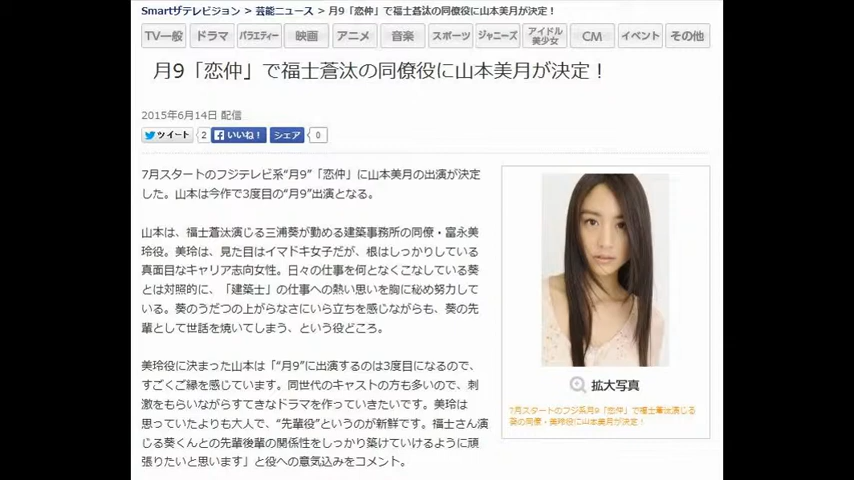 Smartザテレビジョン > 芸能ニュース > 月9「恋仲」で福士蒼汰の同僚役に山本美月が決定！
TV一般 ドラマ バラエティー 映画 アニメ 音楽 スポーツ ジャニーズ アイドル美少女 CM イベント その他
月9「恋仲」で福士蒼汰の同僚役に山本美月が決定！
2015年6月14日 配信
ツイート 2 いいね！ シェア 0
7月スタートのフジテレビ系“月9”「恋仲」に山本美月の出演が決定
した。山本は今作で3度目の“月9”出演となる。
山本は、福士蒼汰演じる三浦葵が勤める建築事務所の同僚・富永美
玲役。美玲は、見た目はイマドキ女子だが、根はしっかりしている
真面目なキャリア志向女性。日々の仕事を何となくこなしている葵
とは対照的に、「建築士」の仕事への熱い思いを胸に秘め努力して
いる。葵のうだつの上がらなさにいら立ちを感じながらも、葵の先
輩として世話を焼いてしまう、という役どころ。
美玲役に決まった山本は「“月9”に出演するのは3度目になるので、
すごくご縁を感じています。同世代のキャストの方も多いので、刺
激をもらいながらすてきなドラマを作っていきたいです。美玲は
思っていたよりも大人で、“先輩役”というのが新鮮です。福士さん演
じる葵くんとの先輩後輩の関係性をしっかり築けていけるように頑
張りたいと思います」と役への意気込みをコメント。
拡大写真
7月スタートのフジ系月9「恋仲」で福士蒼汰演じる
葵の同僚・美玲役に山本美月が決定！